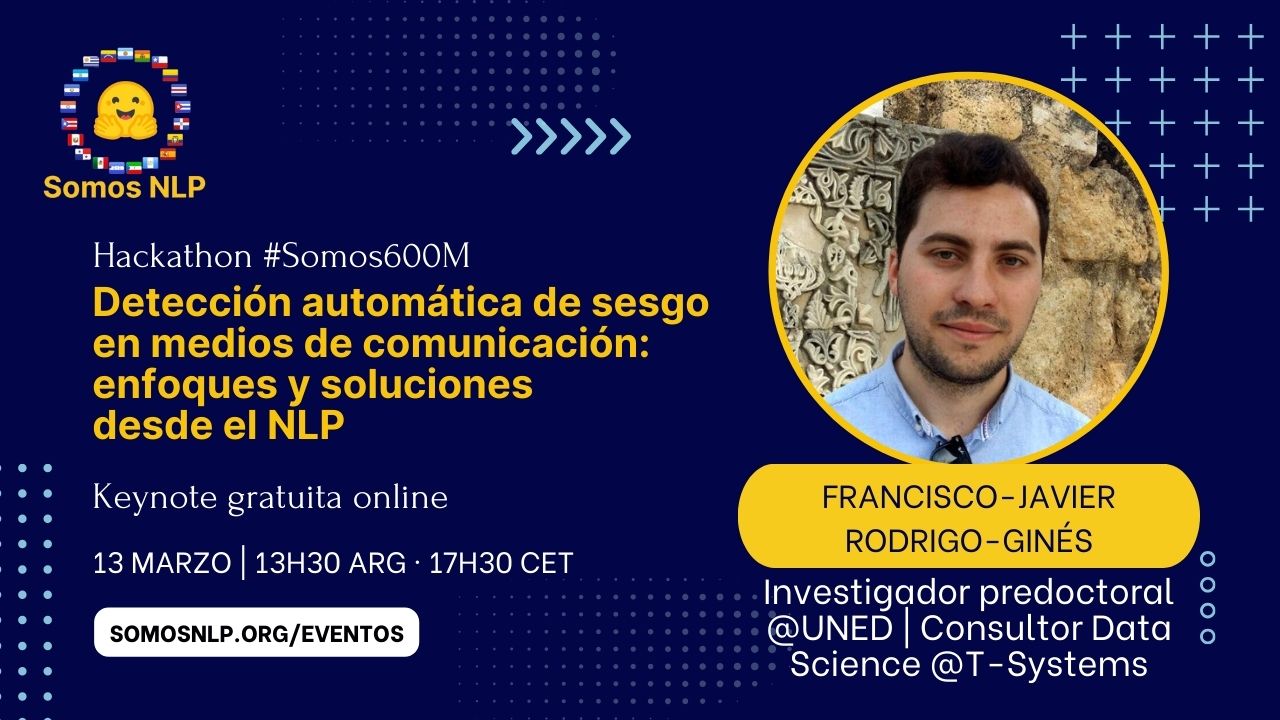 Somos NLP
Hackathon #Somos600M
Detección automática de sesgo
en medios de comunicación:
enfoques y soluciones
desde el NLP
Keynote gratuita online
13 MARZO | 13H30 ARG · 17H30 CET
SOMOSNLP.ORG/EVENTOS
FRANCISCO-JAVIER
RODRIGO-GINÉS
Investigador predoctoral
@UNED | Consultor Data
Science @T-Systems